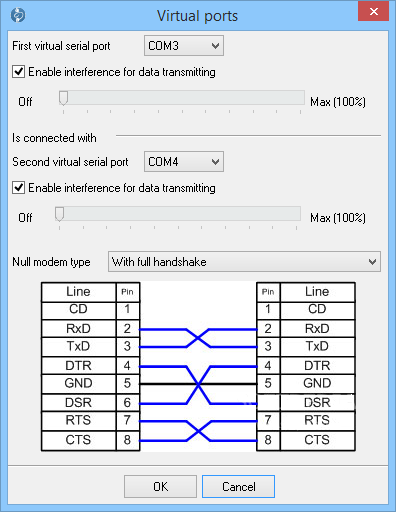 Virtual ports
First virtual serial port COM3
Enable interference for data transmitting
Off Max (100%)
Is connected with
Second virtual serial port COM4
Enable interference for data transmitting
Off Max (100%)
Null modem type With full handshake
Line Pin Pin Line
CD 1 1 CD
RxD 2 2 RxD
TxD 3 3 TxD
DTR 4 4 DTR
GND 5 5 GND
DSR 6 DSR
RTS 7 7 RTS
CTS 8 8 CTS
OK Cancel